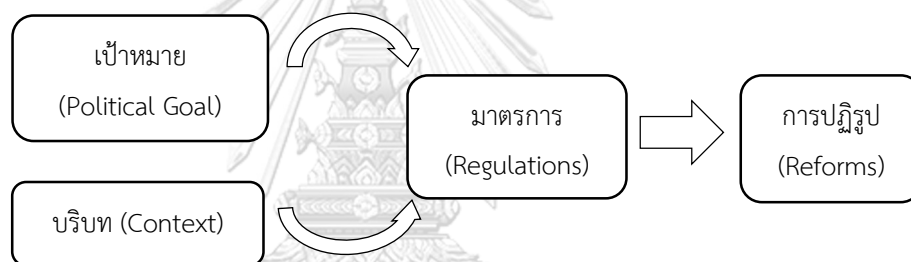 เป้าหมาย
(Political Goal)
บริบท (Context)
มาตรการ
(Regulations)
การปฏิรูป
(Reforms)